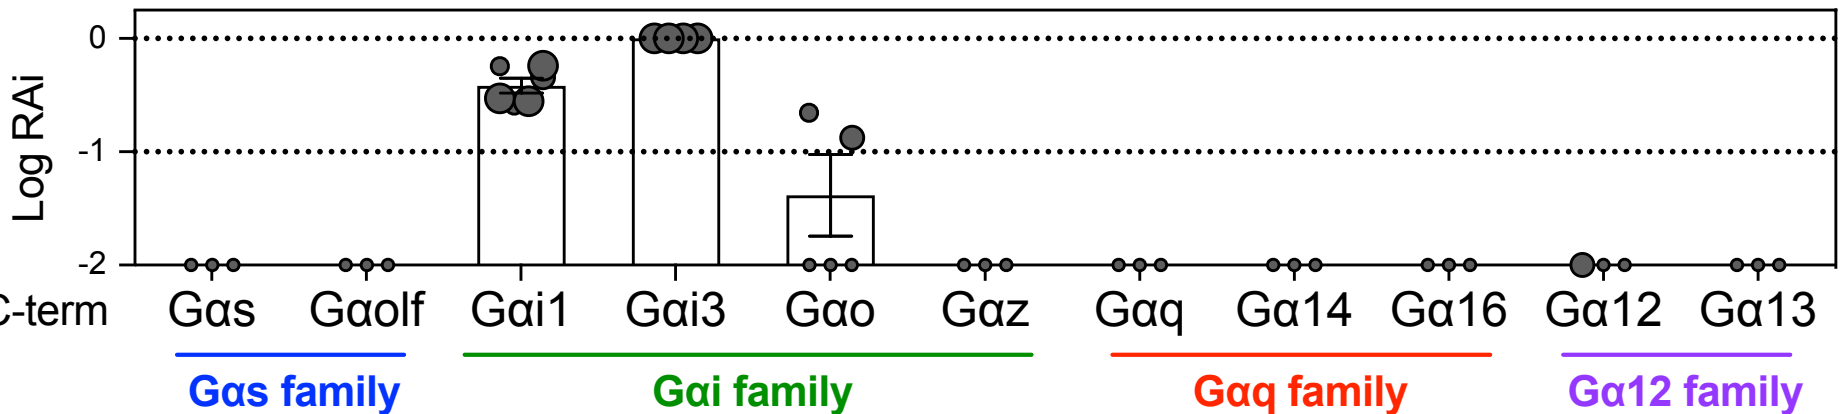 Log RAi
0
-1
-2
C-term Gαs Gαolf Gαi1 Gαi3 Gαo Gαz Gαq Gα14 Gα16 Gα12 Gα13
Gαs family Gαi family Gαq family Gα12 family